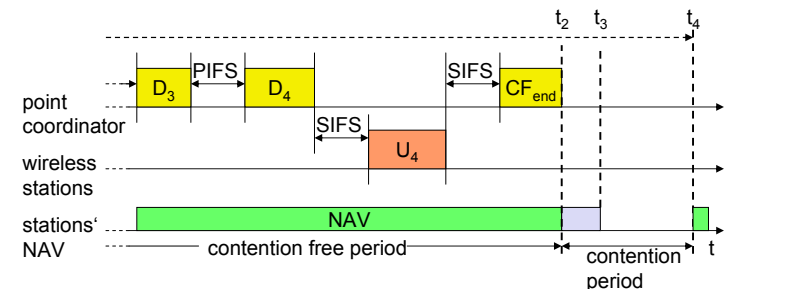 t2 t3 t4
PIFS SIFS
D3 D4 CFend
point
coordinator
SIFS
U4
wireless
stations
stations‘
NAV
NAV
contention free period
contention
period
t